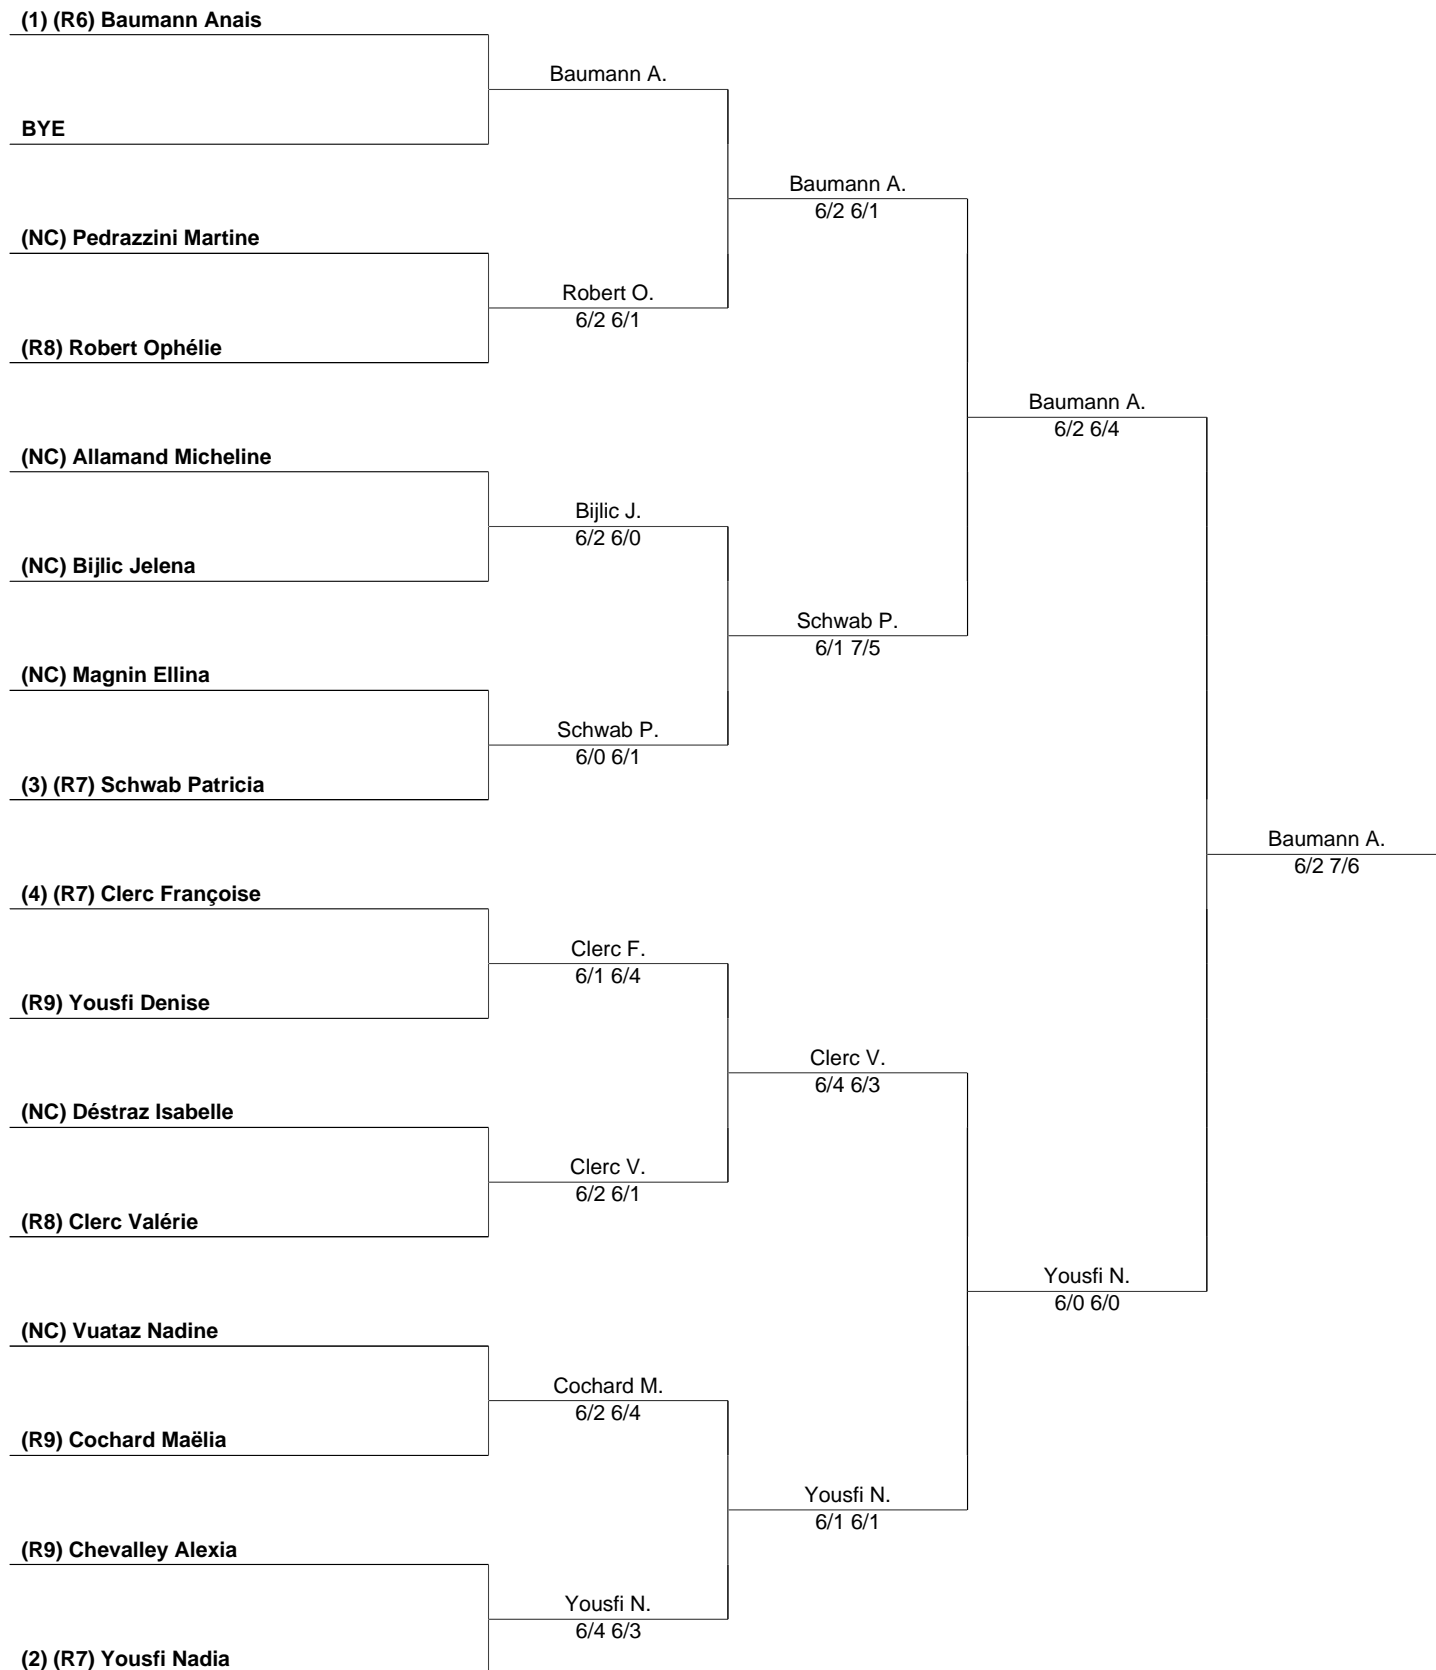 (1) (R6) Baumann Anais
Baumann A.
BYE
Baumann A.
6/2 6/1
(NC) Pedrazzini Martine
Robert O.
6/2 6/1
(R8) Robert Ophélie
Baumann A.
6/2 6/4
(NC) Allamand Micheline
Bijlic J.
6/2 6/0
(NC) Bijlic Jelena
Schwab P.
6/1 7/5
(NC) Magnin Ellina
Schwab P.
6/0 6/1
(3) (R7) Schwab Patricia
Baumann A.
6/2 7/6
(4) (R7) Clerc Françoise
Clerc F.
6/1 6/4
(R9) Yousfi Denise
Clerc V.
6/4 6/3
(NC) Déstraz Isabelle
Clerc V.
6/2 6/1
(R8) Clerc Valérie
Yousfi N.
6/0 6/0
(NC) Vuataz Nadine
Cochard M.
6/2 6/4
(R9) Cochard Maëlia
Yousfi N.
6/1 6/1
(R9) Chevalley Alexia
Yousfi N.
6/4 6/3
(2) (R7) Yousfi Nadia